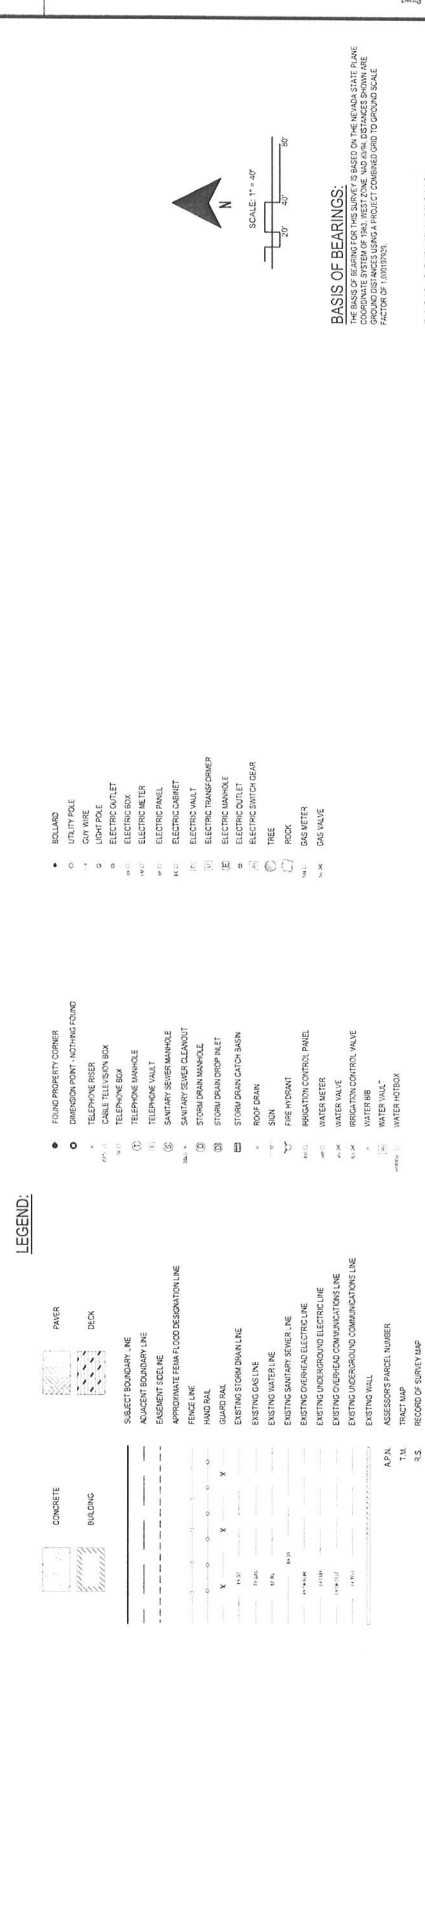 LEGEND:
CONCRETE
PAVER
BUILDING
DECK
SUBJECT BOUNDARY LINE
ADJACENT BOUNDARY LINE
EASEMENT SIDELINE
APPROXIMATE FEMA FLOOD DESIGNATION LINE
FENCE LINE
HAND RAIL
GUARD RAIL
EXISTING STORM DRAIN LINE
EXISTING GAS LINE
EXISTING WATER LINE
EXISTING SANITARY SEWER LINE
EXISTING OVERHEAD ELECTRIC LINE
EXISTING UNDERGROUND ELECTRIC LINE
EXISTING OVERHEAD COMMUNICATIONS LINE
EXISTING UNDERGROUND COMMUNICATIONS LINE
EXISTING WALL
A.P.N. ASSESSOR'S PARCEL NUMBER
T.M. TRACT MAP
R.S. RECORD OF SURVEY MAP
FOUND PROPERTY CORNER
DIMENSION POINT - NOTHING FOUND
TELEPHONE RISER
CABLE TELEVISION BOX
TELEPHONE BOX
TELEPHONE MANHOLE
TELEPHONE VAULT
SANITARY SEWER MANHOLE
SANITARY SEWER CLEANOUT
STORM DRAIN MANHOLE
STORM DRAIN DROP INLET
STORM DRAIN CATCH BASIN
ROOF DRAIN
SIGN
FIRE HYDRANT
IRRIGATION CONTROL PANEL
WATER METER
WATER VALVE
IRRIGATION CONTROL VALVE
WATER BIB
WATER VAULT
WATER HOTBOX
BOLLARD
UTILITY POLE
GUY WIRE
LIGHT POLE
ELECTRIC OUTLET
ELECTRIC BOX
ELECTRIC METER
ELECTRIC PANEL
ELECTRIC CABINET
ELECTRIC VAULT
ELECTRIC TRANSFORMER
ELECTRIC MANHOLE
ELECTRIC OUTLET
ELECTRIC SWITCH GEAR
TREE
ROCK
GAS METER
GAS VALVE
N
SCALE: 1" = 40'
20' 40' 80'
BASIS OF BEARINGS:
THE BASIS OF BEARING FOR THIS SURVEY IS BASED ON THE NEVADA STATE PLANE
COORDINATE SYSTEM OF 1983, WEST ZONE, NAD 83/94. DISTANCES SHOWN ARE
GROUND DISTANCES USING A PROJECT COMBINED GRID TO GROUND SCALE
FACTOR OF 1.000197939.